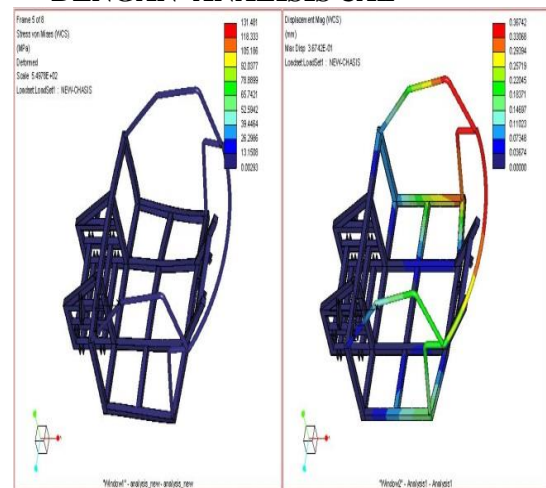 DENGAN ANALISIS CAE
Frame 5 of 8
Stress von Mises (WCS)
(MPa)
Deformed
Scale 5.4978E+02
Loadset:LoadSet1 : NEW-CHASIS
131.481
118.333
105.186
92.0377
78.8899
65.7421
52.5942
39.4464
26.2986
13.1508
0.00293
"Window1" - analysis_new - analysis_new
Displacement Mag (WCS)
(mm)
Max Disp 3.6742E-01
Loadset:LoadSet1 : NEW-CHASIS
0.36742
0.33068
0.29394
0.25719
0.22045
0.18371
0.14697
0.11023
0.07348
0.03674
0.00000
"Window2" - Analysis1 - Analysis1